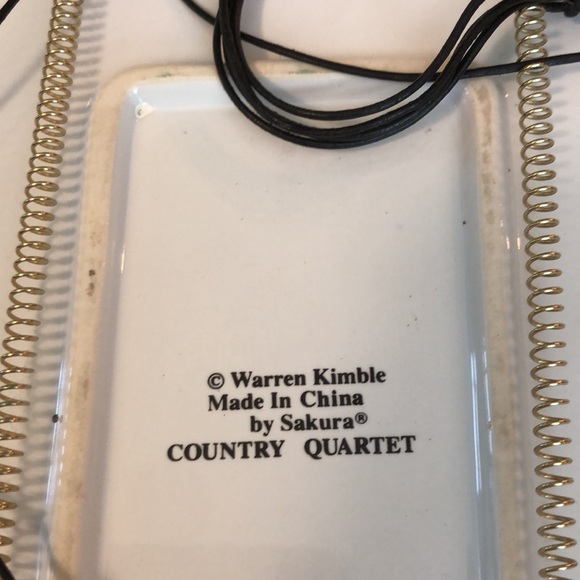 © Warren Kimble
Made In China
by Sakura®
COUNTRY QUARTET